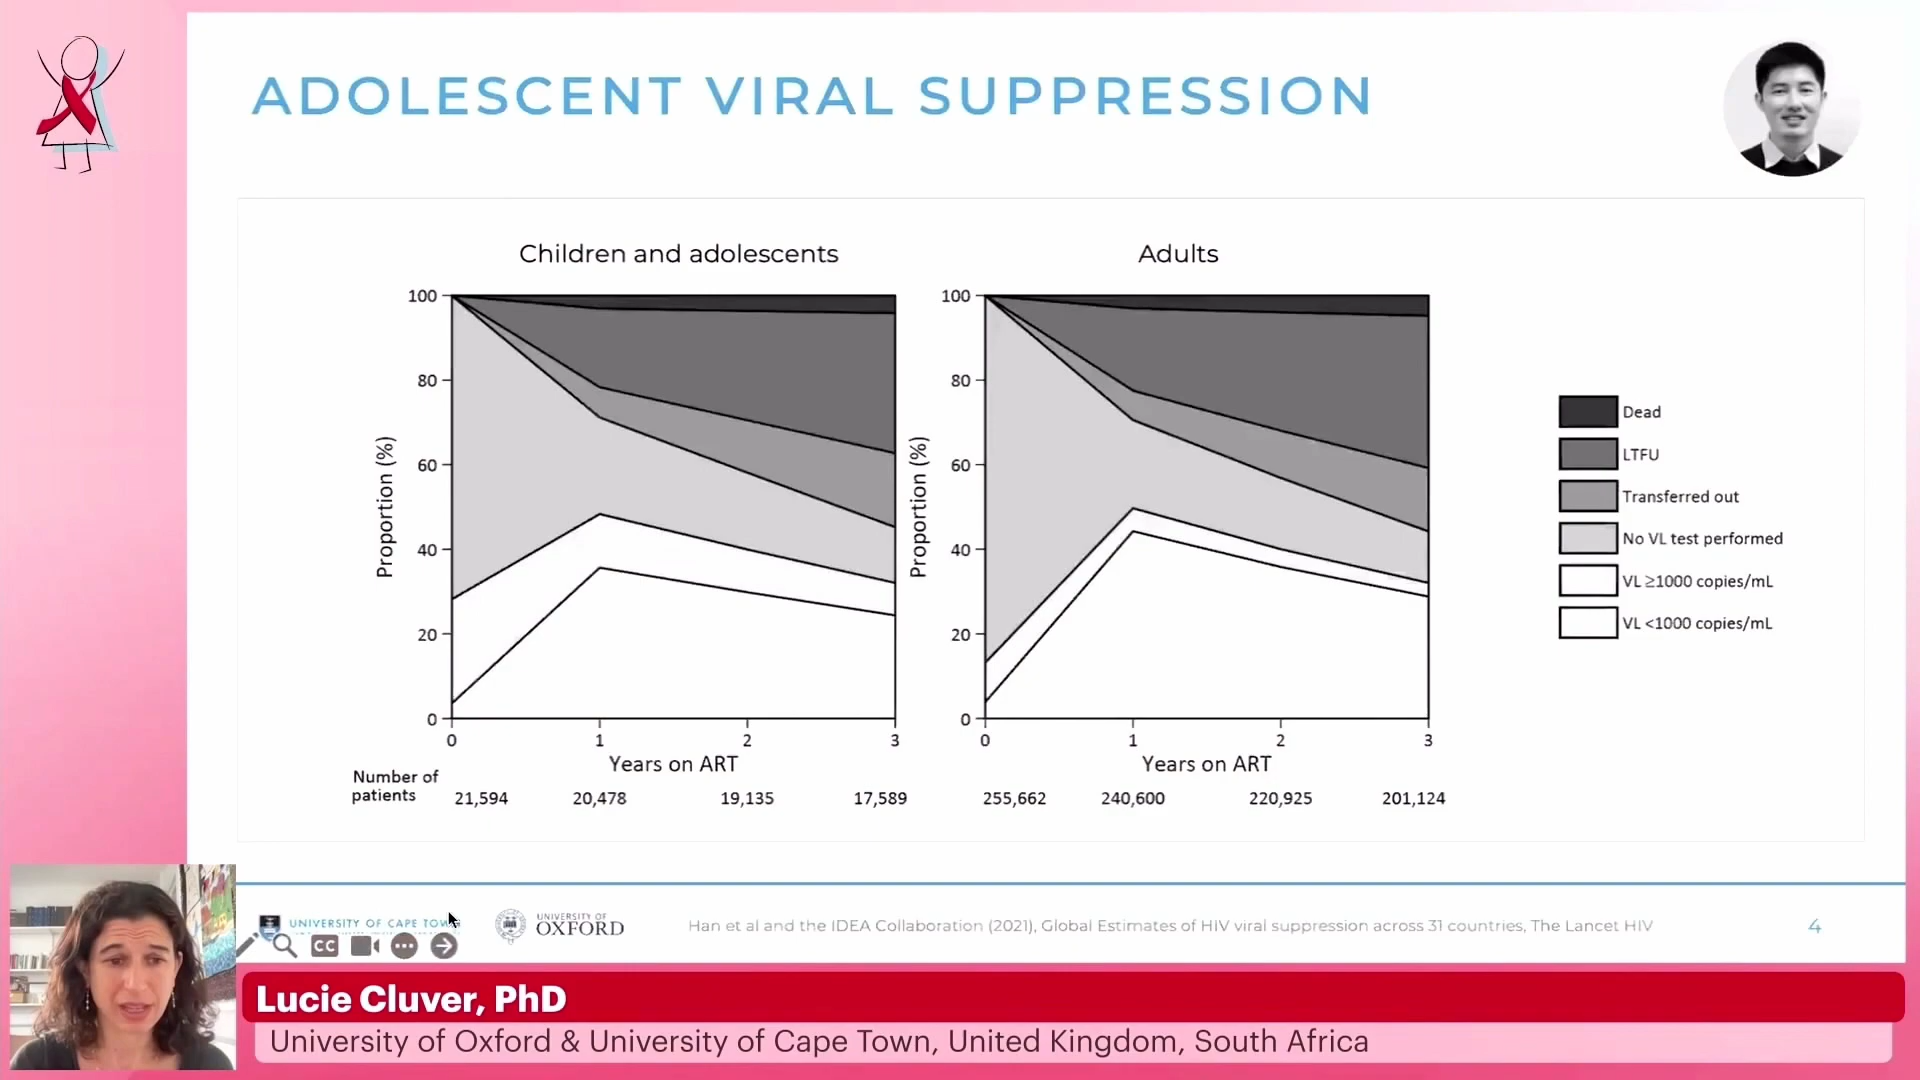 ADOLESCENT VIRAL SUPPRESSION
Children and adolescents
Proportion (%)
100
80
60
40
20
0
0 1 2 3
Years on ART
Number of
patients
21,594 20,478 19,135 17,589
Adults
Proportion (%)
100
80
60
40
20
0
0 1 2 3
Years on ART
255,662 240,600 220,925 201,124
Dead
LTFU
Transferred out
No VL test performed
VL ≥1000 copies/mL
VL <1000 copies/mL
UNIVERSITY OF CAPE TOWN
UNIVERSITY OF
OXFORD
Han et al and the IDEA Collaboration (2021), Global Estimates of HIV viral suppression across 31 countries, The Lancet HIV
4
CC
Lucie Cluver, PhD
University of Oxford & University of Cape Town, United Kingdom, South Africa